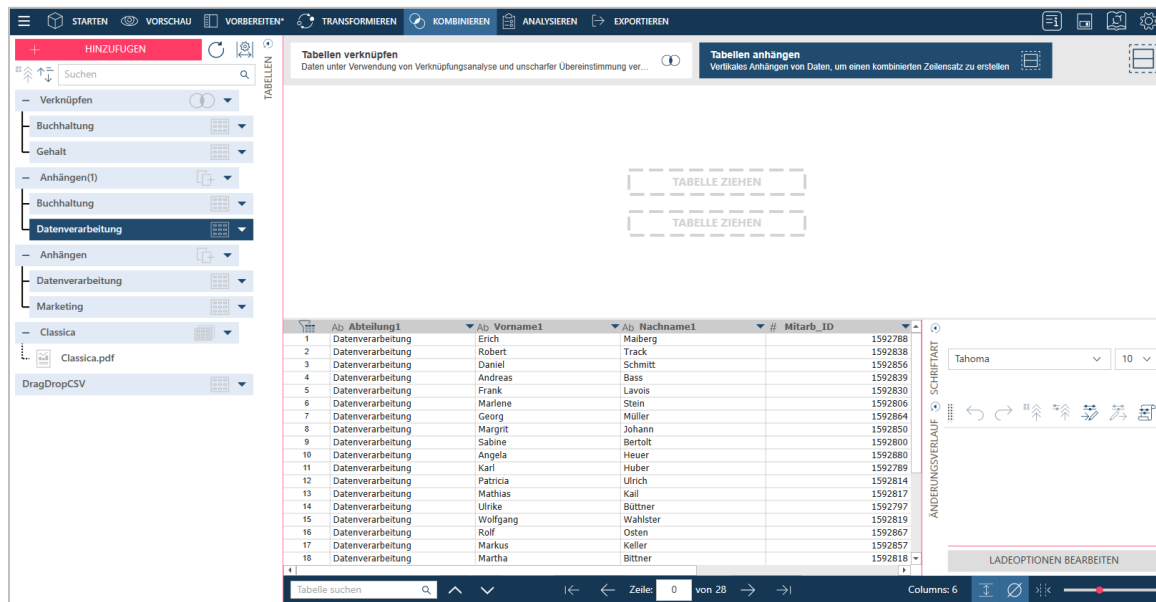 STARTEN VORSCHAU VORBEREITEN* TRANSFORMIEREN KOMBINIEREN ANALYSIEREN EXPORTIEREN
+ HINZUFÜGEN
Suchen
TABELLEN
− Verknüpfen
Buchhaltung
Gehalt
− Anhängen(1)
Buchhaltung
Datenverarbeitung
− Anhängen
Datenverarbeitung
Marketing
− Classica
Classica.pdf
DragDropCSV
Tabellen verknüpfen
Daten unter Verwendung von Verknüpfungsanalyse und unscharfer Übereinstimmung ver...
Tabellen anhängen
Vertikales Anhängen von Daten, um einen kombinierten Zeilensatz zu erstellen
TABELLE ZIEHEN
TABELLE ZIEHEN
Ab Abteilung1 Ab Vorname1 Ab Nachname1 # Mitarb_ID
1 Datenverarbeitung Erich Maiberg 1592788
2 Datenverarbeitung Robert Track 1592838
3 Datenverarbeitung Daniel Schmitt 1592856
4 Datenverarbeitung Andreas Bass 1592839
5 Datenverarbeitung Frank Lavois 1592830
6 Datenverarbeitung Marlene Stein 1592806
7 Datenverarbeitung Georg Müller 1592864
8 Datenverarbeitung Margrit Johann 1592850
9 Datenverarbeitung Sabine Bertolt 1592800
10 Datenverarbeitung Angela Heuer 1592880
11 Datenverarbeitung Karl Huber 1592789
12 Datenverarbeitung Patricia Ulrich 1592814
13 Datenverarbeitung Mathias Kail 1592817
14 Datenverarbeitung Ulrike Büttner 1592797
15 Datenverarbeitung Wolfgang Wahlster 1592819
16 Datenverarbeitung Rolf Osten 1592867
17 Datenverarbeitung Markus Keller 1592857
18 Datenverarbeitung Martha Bittner 1592818
SCHRIFTART
Tahoma 10
ÄNDERUNGSVERLAUF
LADEOPTIONEN BEARBEITEN
Tabelle suchen Zeile: 0 von 28 Columns: 6